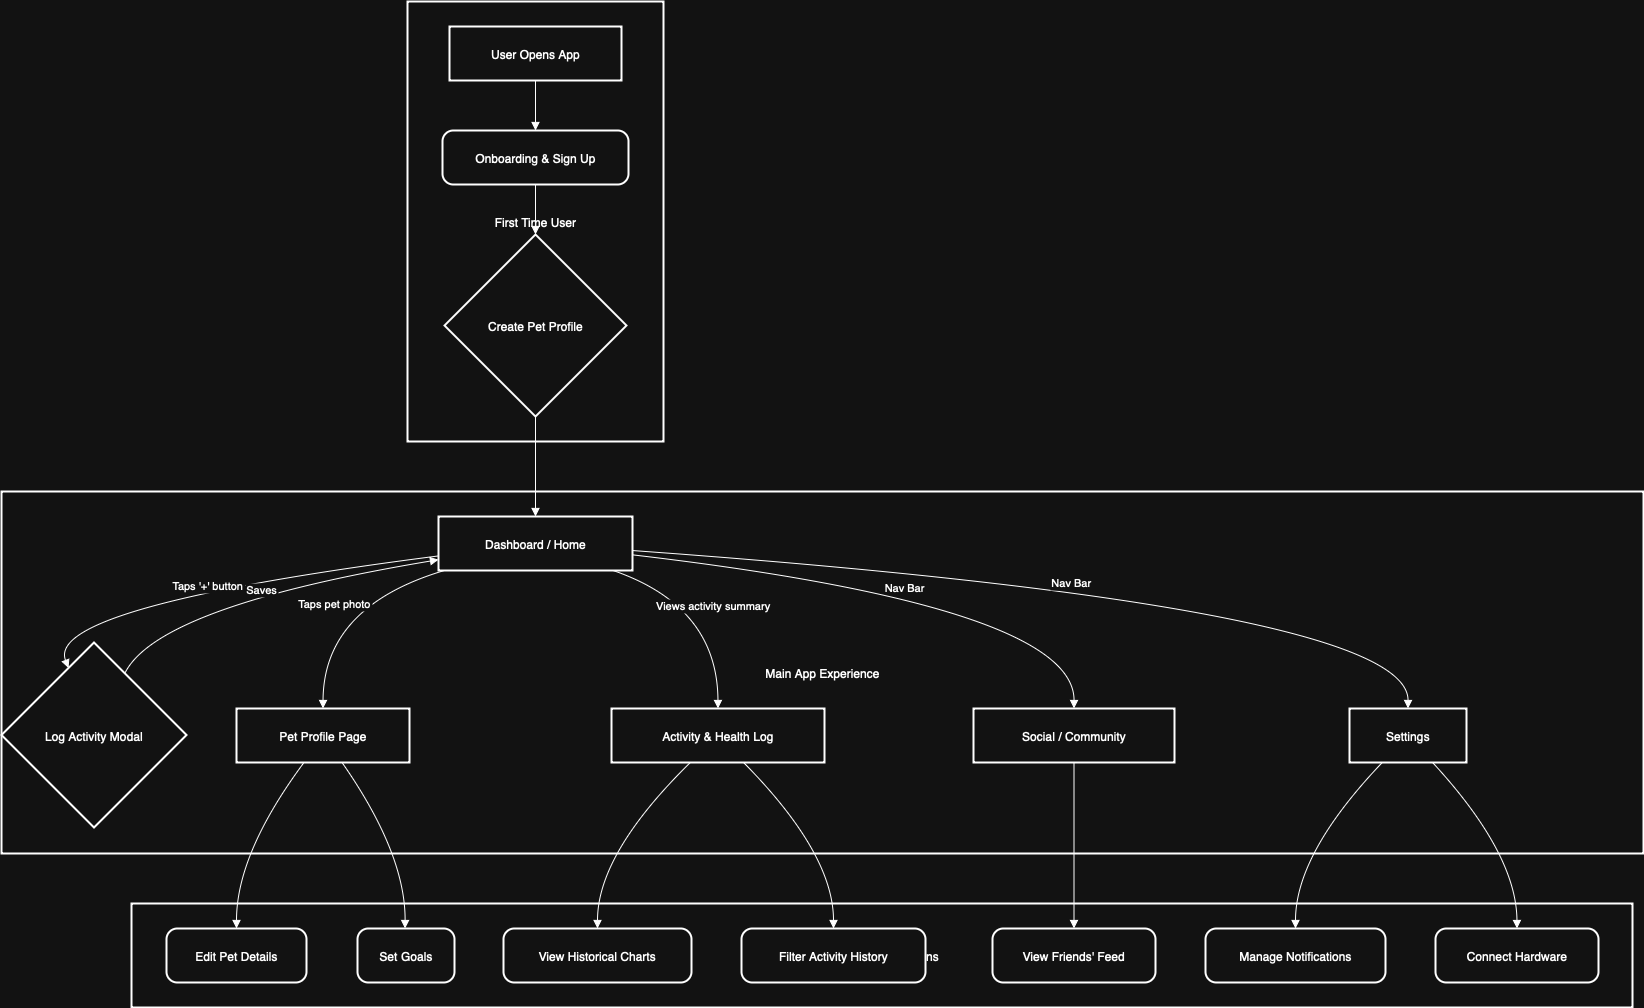 User Opens App
Onboarding & Sign Up
First Time User
Create Pet Profile
Dashboard / Home
Taps '+' button
Saves
Taps pet photo
Views activity summary
Nav Bar
Nav Bar
Main App Experience
Log Activity Modal
Pet Profile Page
Activity & Health Log
Social / Community
Settings
Edit Pet Details
Set Goals
View Historical Charts
Filter Activity History
ns
View Friends' Feed
Manage Notifications
Connect Hardware